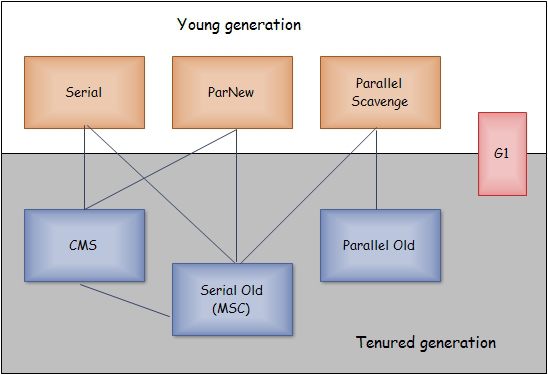 Young generation
Serial
ParNew
Parallel
Scavenge
G1
CMS
Serial Old
(MSC)
Parallel Old
Tenured generation